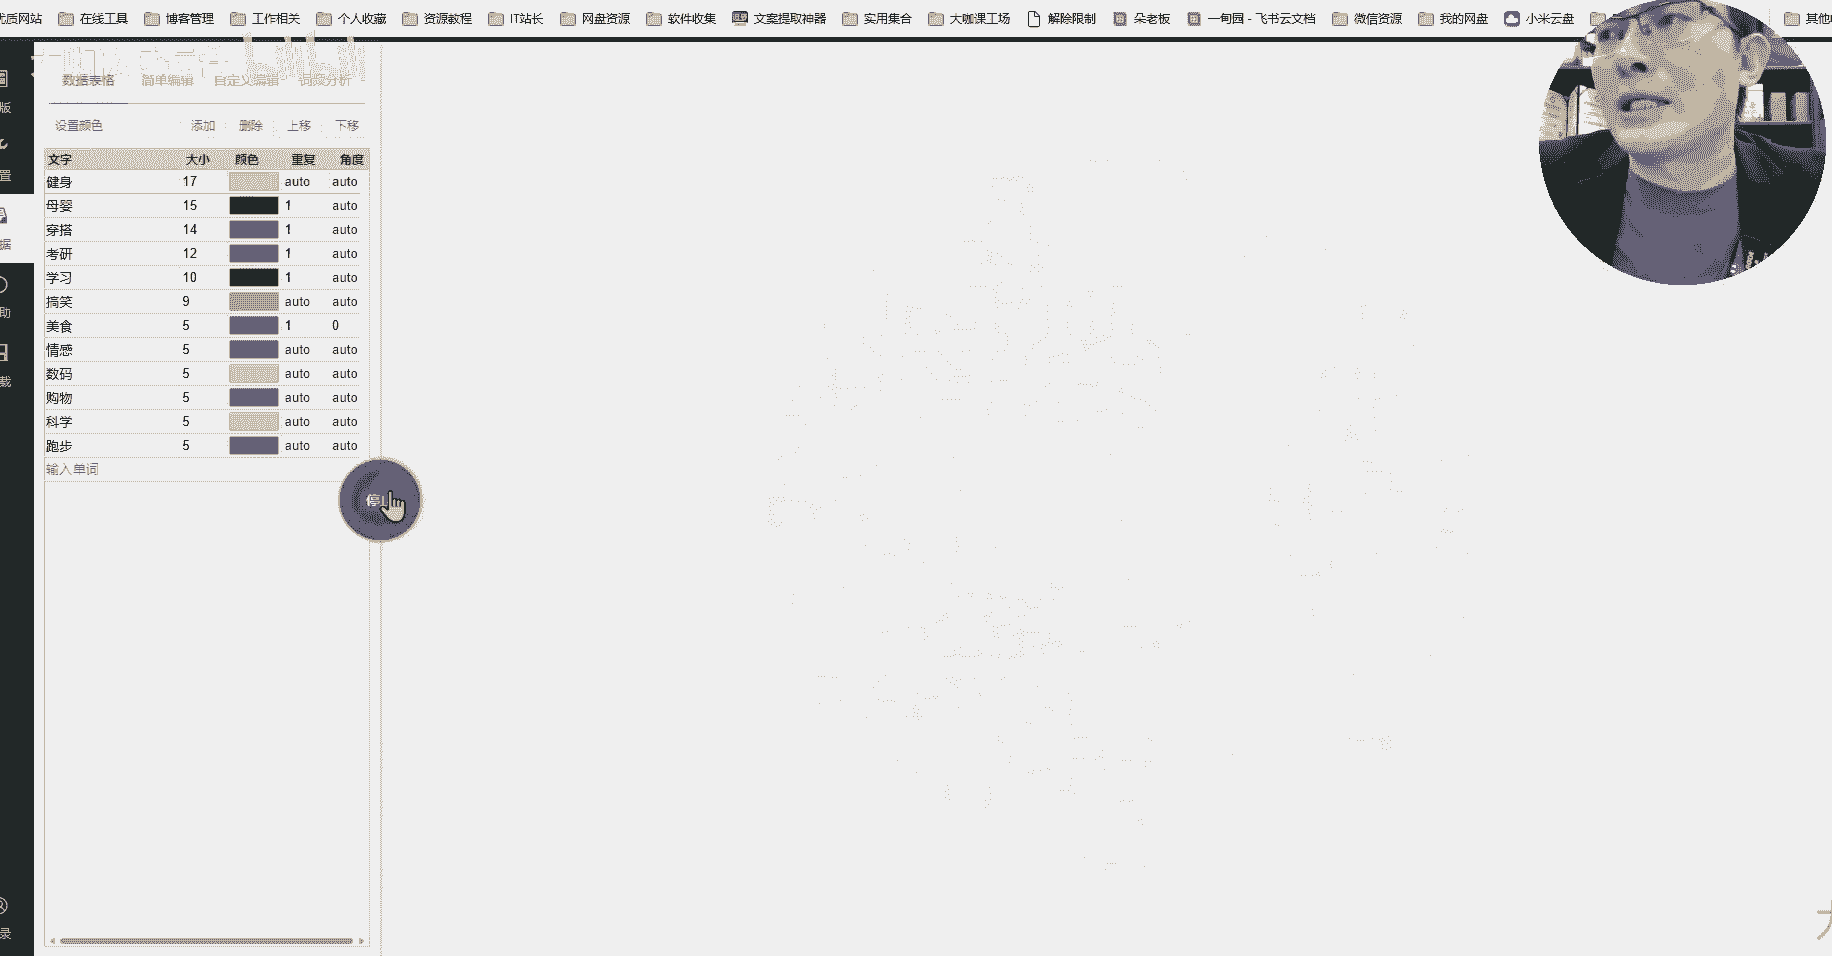 优质网站 在线工具 博客管理 工作相关 个人收藏 资源教程 IT站长 网盘资源 软件收集 文案提取神器 实用集合 大咖课工场 解除限制 朵老板 一甸园 - 飞书云文档 微信资源 我的网盘 小米云盘
数据表格 简单编辑 自定义编辑 词频分析
版
设置颜色 添加 删除 上移 下移
文字 大小 颜色 重复 角度
置
健身 17 auto auto
母婴 15 1 auto
穿搭 14 1 auto
据
考研 12 1 auto
学习 10 1 auto
搞笑 9 auto auto
助
美食 5 1 0
情感 5 auto auto
数码 5 auto auto
载
购物 5 auto auto
科学 5 auto auto
跑步 5 auto auto
输入单词
停止
录